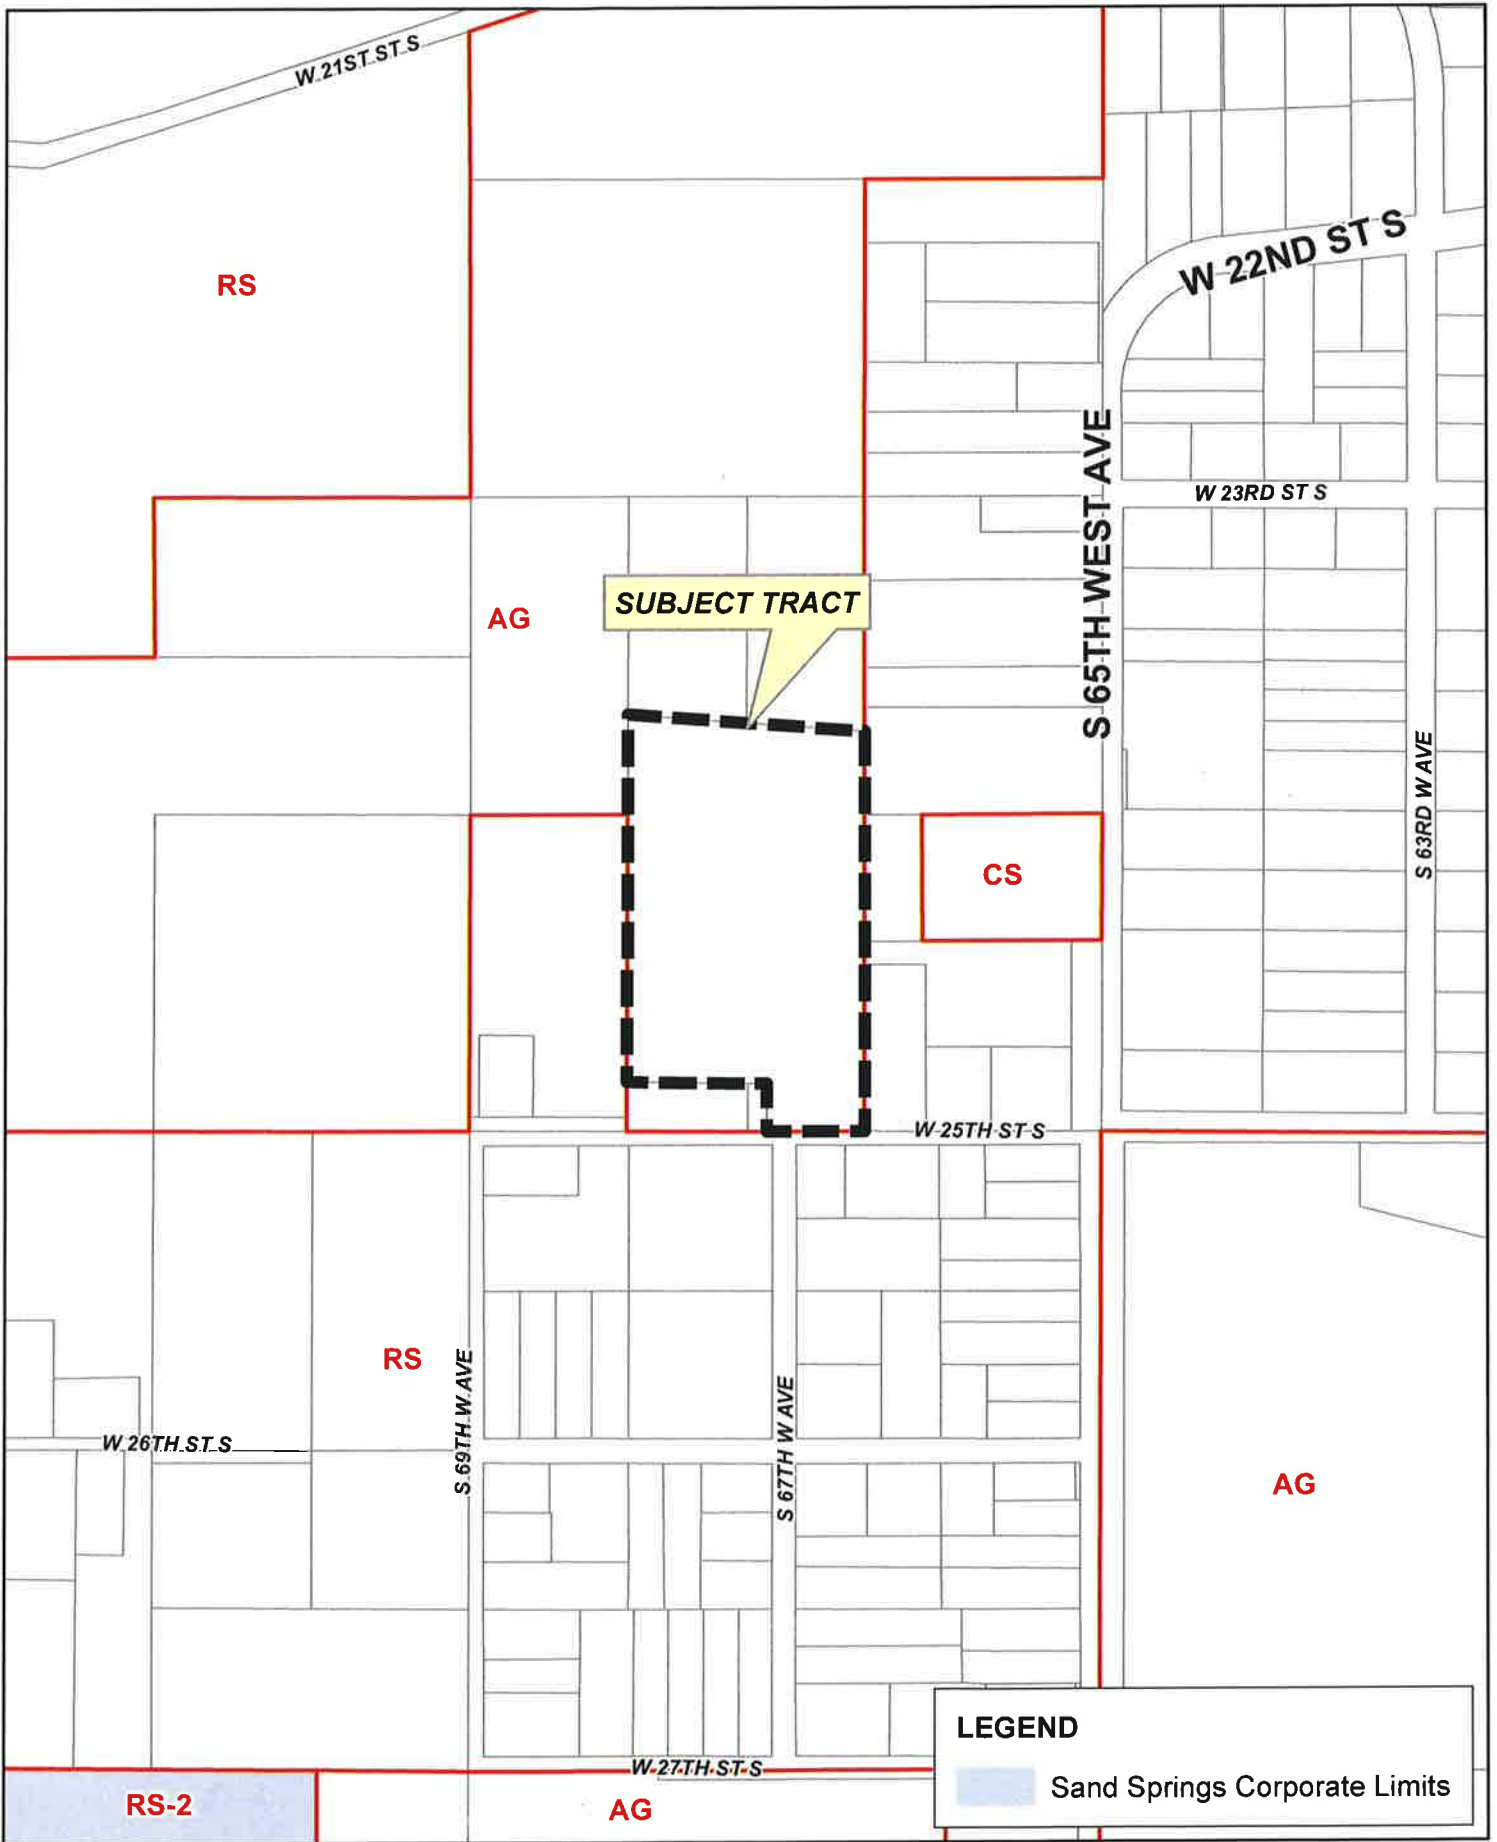 W 21ST ST S
W 22ND ST S
RS
S 65TH WEST AVE
W 23RD ST S
SUBJECT TRACT
AG
S 63RD W AVE
CS
W 25TH ST S
RS
S 69TH W AVE
S 67TH W AVE
W 26TH ST S
AG
LEGEND
W 27TH ST S
Sand Springs Corporate Limits
RS-2
AG